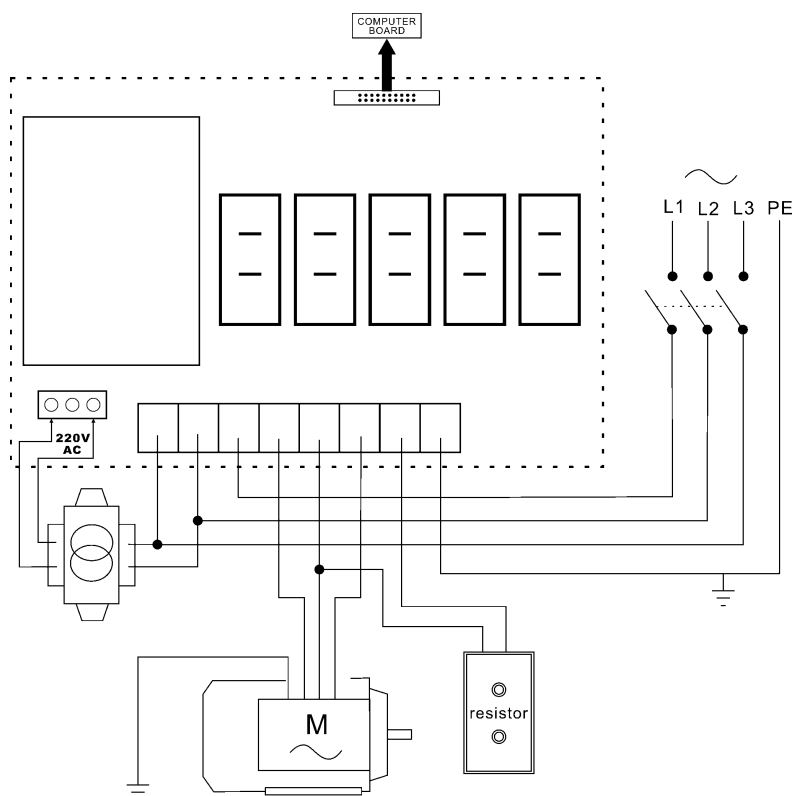 COMPUTER
BOARD
L1 L2 L3 PE
220V
AC
M
resistor